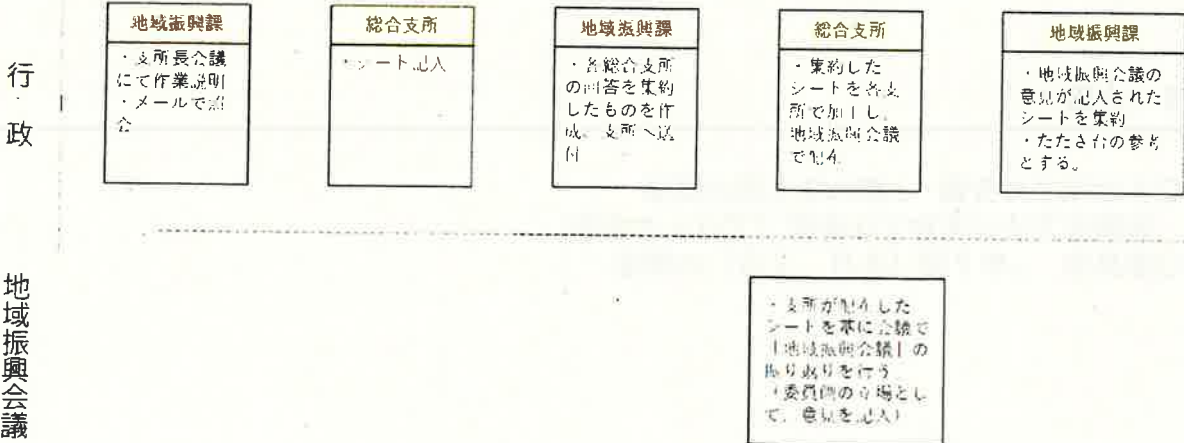 行・政
地域振興課
・支所長会議
にて作業説明
・メールで照
会
総合支所
・シート記入
地域振興課
・各総合支所
の回答を集約
したものを作
成。支所へ送
付
総合支所
・集約した
シートを各支
所で加工し、
地域振興会議
で配布
地域振興課
・地域振興会議の
意見が記入された
シートを集約
・たたき台の参考
とする。
地域振興会議
・支所が配布した
シートを基に会議で
「地域振興会議」の
振り返りを行う
(委員側の立場とし
て、意見を記入)